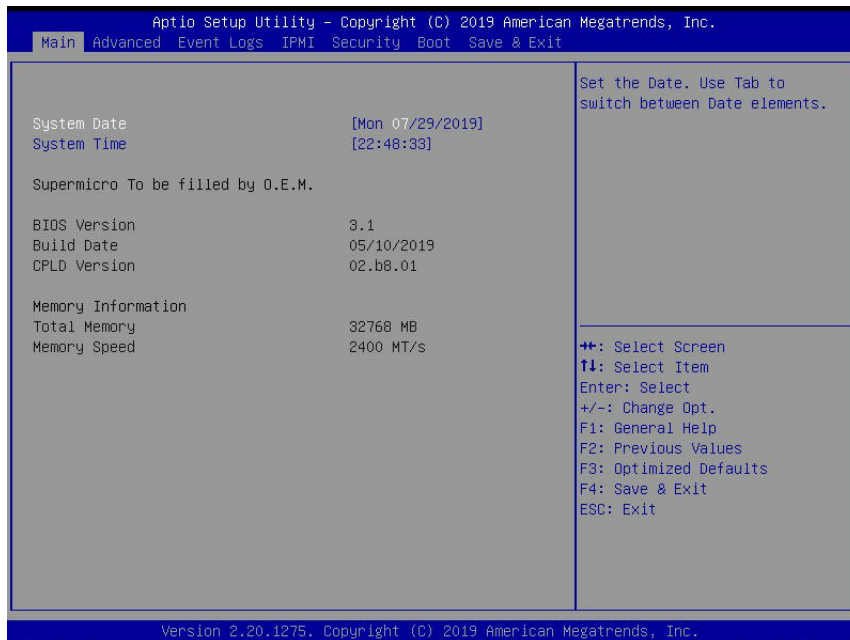 Aptio Setup Utility – Copyright (C) 2019 American Megatrends, Inc.
Main Advanced Event Logs IPMI Security Boot Save & Exit
System Date [Mon 07/29/2019]
System Time [22:48:33]
Supermicro To be filled by O.E.M.
BIOS Version 3.1
Build Date 05/10/2019
CPLD Version 02.b8.01
Memory Information
Total Memory 32768 MB
Memory Speed 2400 MT/s
Set the Date. Use Tab to
switch between Date elements.
→←: Select Screen
↑↓: Select Item
Enter: Select
+/-: Change Opt.
F1: General Help
F2: Previous Values
F3: Optimized Defaults
F4: Save & Exit
ESC: Exit
Version 2.20.1275. Copyright (C) 2019 American Megatrends, Inc.